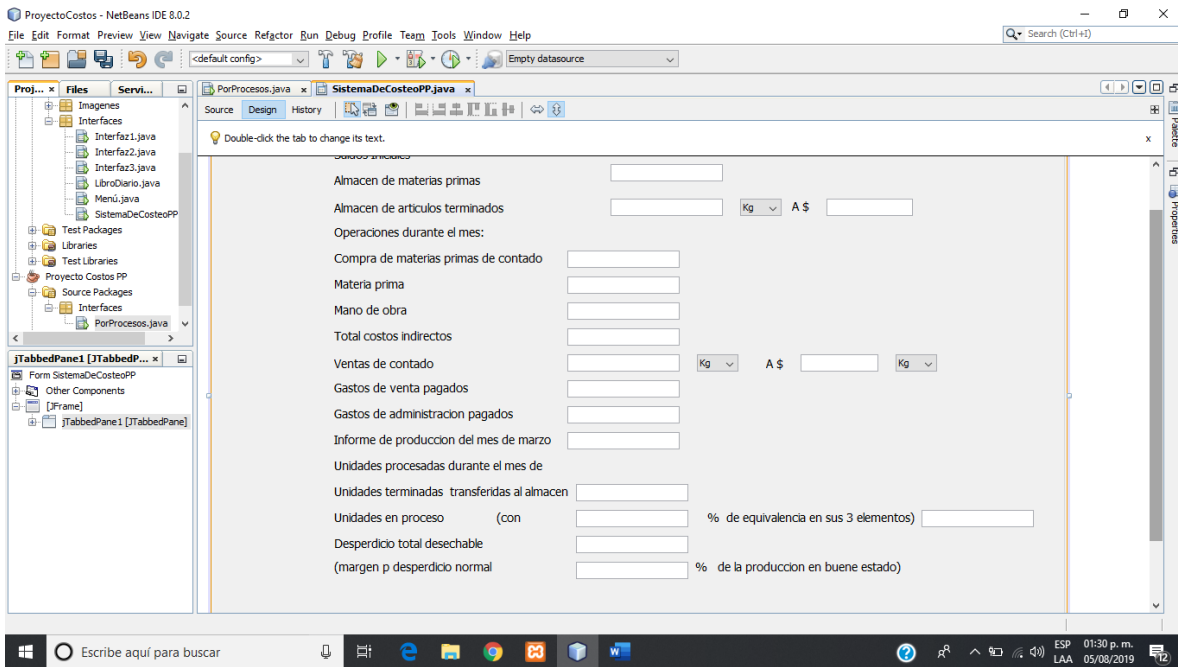 ProyectoCostos - NetBeans IDE 8.0.2
File Edit Format Preview View Navigate Source Refactor Run Debug Profile Team Tools Window Help
Search (Ctrl+I)
<default config>
Empty datasource
Proj... x Files Servi...
PorProcesos.java x SistemaDeCosteoPP.java x
Source Design History
Imagenes
Interfaces
Interfaz1.java
Interfaz2.java
Interfaz3.java
LibroDiario.java
Menú.java
SistemaDeCosteoPP
Test Packages
Libraries
Test Libraries
Proyecto Costos PP
Source Packages
Interfaces
PorProcesos.java
jTabbedPane1 [JTabbedP... x
Form SistemaDeCosteoPP
Other Components
[JFrame]
jTabbedPane1 [JTabbedPane]
Double-click the tab to change its text. x
Saldos Iniciales
Almacen de materias primas
Almacen de articulos terminados Kg A $
Operaciones durante el mes:
Compra de materias primas de contado
Materia prima
Mano de obra
Total costos indirectos
Ventas de contado Kg A $ Kg
Gastos de venta pagados
Gastos de administracion pagados
Informe de produccion del mes de marzo
Unidades procesadas durante el mes de
Unidades terminadas transferidas al almacen
Unidades en proceso (con % de equivalencia en sus 3 elementos)
Desperdicio total desechable
(margen p desperdicio normal % de la produccion en buene estado)
Palette
Properties
Escribe aquí para buscar
ESP 01:30 p. m.
LAA 05/08/2019
12